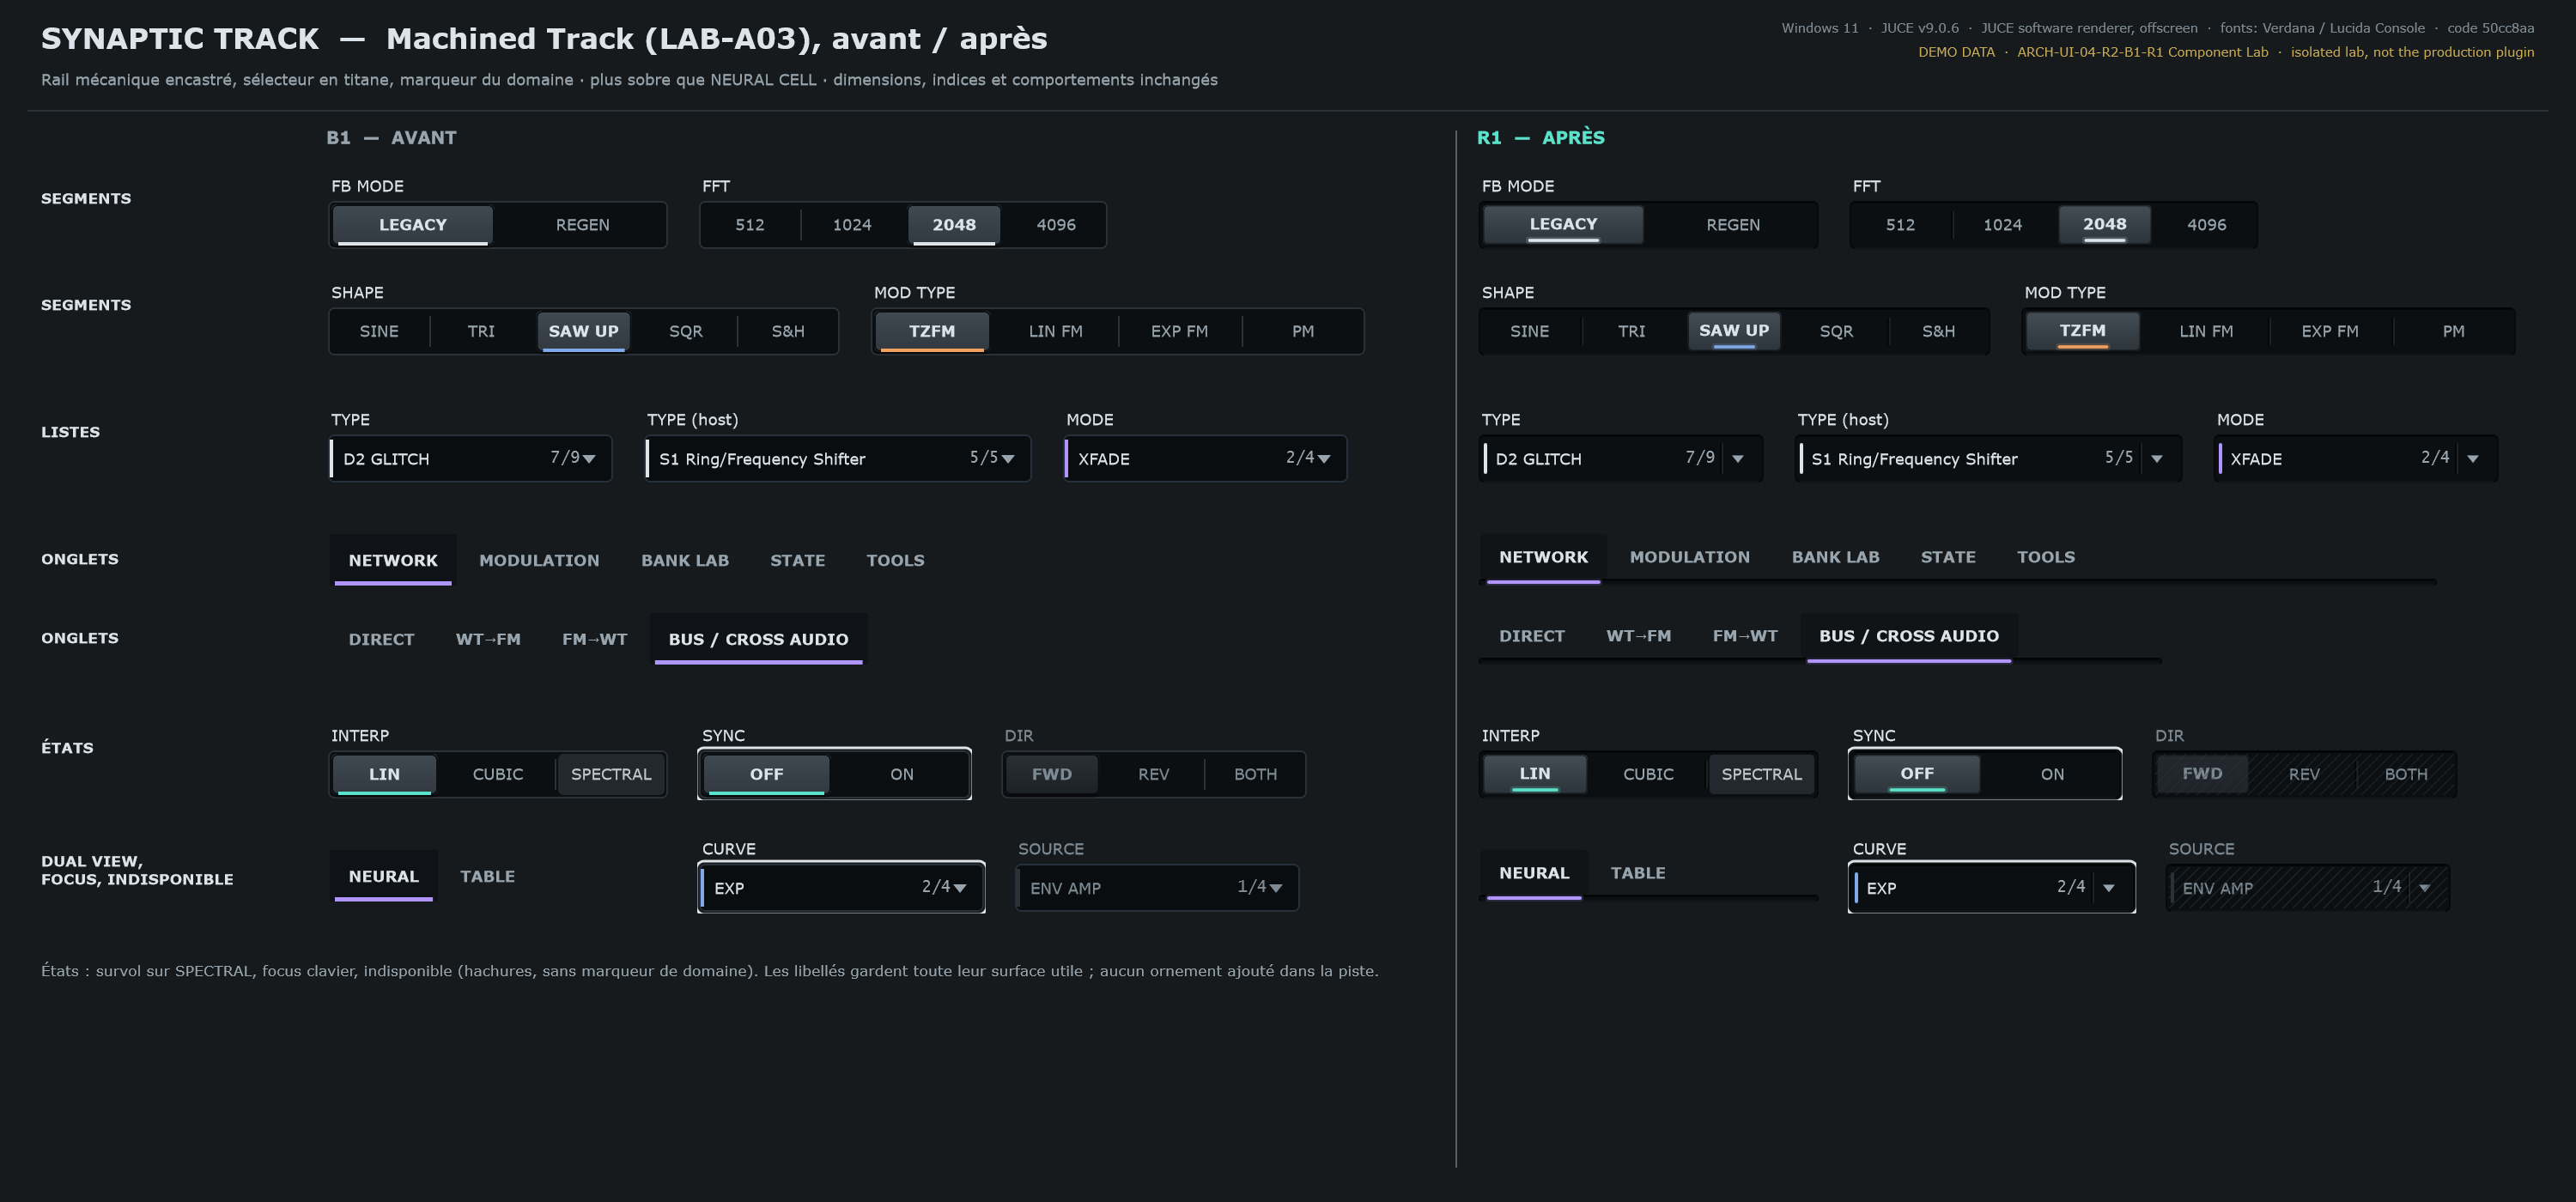 SYNAPTIC TRACK — Machined Track (LAB-A03), avant / après
Windows 11 · JUCE v9.0.6 · JUCE software renderer, offscreen · fonts: Verdana / Lucida Console · code 50cc8aa
DEMO DATA · ARCH-UI-04-R2-B1-R1 Component Lab · isolated lab, not the production plugin
Rail mécanique encastré, sélecteur en titane, marqueur du domaine · plus sobre que NEURAL CELL · dimensions, indices et comportements inchangés
B1 — AVANT
R1 — APRÈS
FB MODE FFT FB MODE FFT
SEGMENTS
LEGACY REGEN 512 1024 2048 4096 LEGACY REGEN 512 1024 2048 4096
SHAPE MOD TYPE SHAPE MOD TYPE
SEGMENTS
SINE TRI SAW UP SQR S&H TZFM LIN FM EXP FM PM SINE TRI SAW UP SQR S&H TZFM LIN FM EXP FM PM
TYPE TYPE (host) MODE TYPE TYPE (host) MODE
LISTES
D2 GLITCH 7/9 S1 Ring/Frequency Shifter 5/5 XFADE 2/4 D2 GLITCH 7/9 S1 Ring/Frequency Shifter 5/5 XFADE 2/4
ONGLETS
NETWORK MODULATION BANK LAB STATE TOOLS NETWORK MODULATION BANK LAB STATE TOOLS
ONGLETS
DIRECT WT→FM FM→WT BUS / CROSS AUDIO DIRECT WT→FM FM→WT BUS / CROSS AUDIO
INTERP SYNC DIR INTERP SYNC DIR
ÉTATS
LIN CUBIC SPECTRAL OFF ON FWD REV BOTH LIN CUBIC SPECTRAL OFF ON FWD REV BOTH
CURVE SOURCE CURVE SOURCE
DUAL VIEW,
FOCUS, INDISPONIBLE
NEURAL TABLE EXP 2/4 ENV AMP 1/4 NEURAL TABLE EXP 2/4 ENV AMP 1/4
États : survol sur SPECTRAL, focus clavier, indisponible (hachures, sans marqueur de domaine). Les libellés gardent toute leur surface utile ; aucun ornement ajouté dans la piste.